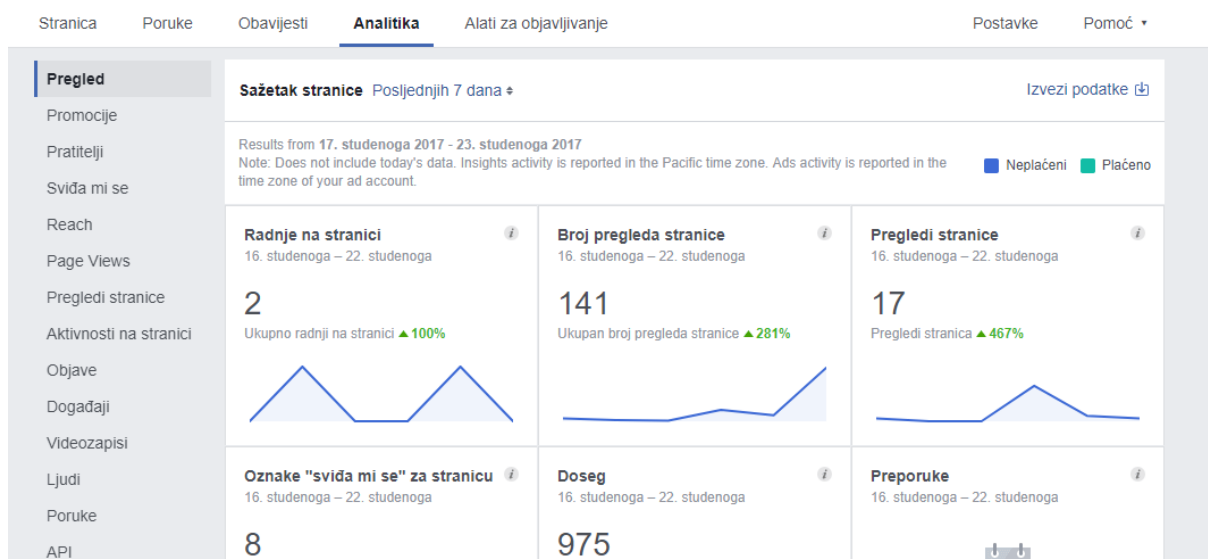 Stranica Poruke Obavijesti Analitika Alati za objavljivanje Postavke Pomoć
Pregled
Promocije
Pratitelji
Sviđa mi se
Reach
Page Views
Pregledi stranice
Aktivnosti na stranici
Objave
Događaji
Videozapisi
Ljudi
Poruke
API
Sažetak stranice Posljednjih 7 dana
Izvezi podatke
Results from 17. studenoga 2017 - 23. studenoga 2017
Note: Does not include today's data. Insights activity is reported in the Pacific time zone. Ads activity is reported in the
time zone of your ad account.
Neplaćeni Plaćeno
Radnje na stranici
16. studenoga – 22. studenoga
2
Ukupno radnji na stranici ▲100%
Broj pregleda stranice
16. studenoga – 22. studenoga
141
Ukupan broj pregleda stranice ▲281%
Pregledi stranice
16. studenoga – 22. studenoga
17
Pregledi stranica ▲467%
Oznake "sviđa mi se" za stranicu
16. studenoga – 22. studenoga
8
Doseg
16. studenoga – 22. studenoga
975
Preporuke
16. studenoga – 22. studenoga